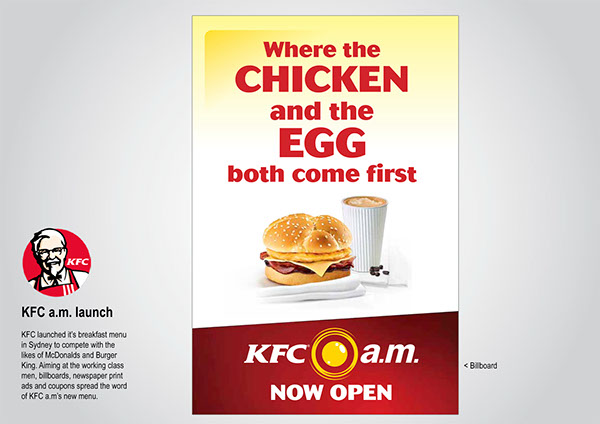 Where the
CHICKEN
and the
EGG
both come first
KFC
KFC a.m. launch
KFC launched it's breakfast menu
in Sydney to compete with the
likes of McDonalds and Burger
King. Aiming at the working class
men, billboards, newspaper print
ads and coupons spread the word
of KFC a.m's new menu.
KFC a.m.
NOW OPEN
< Billboard